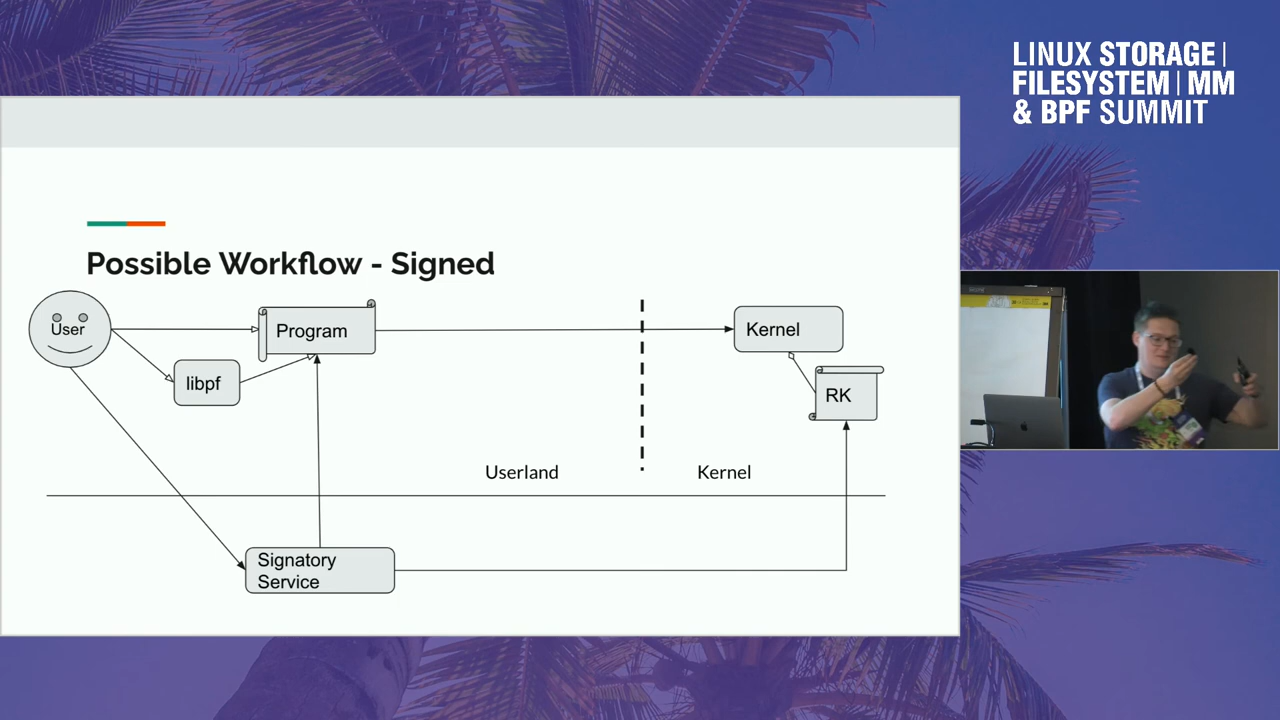 LINUX STORAGE |
FILESYSTEM | MM
& BPF SUMMIT
Possible Workflow - Signed
User
Program
Kernel
libpf
RK
Userland
Kernel
Signatory
Service